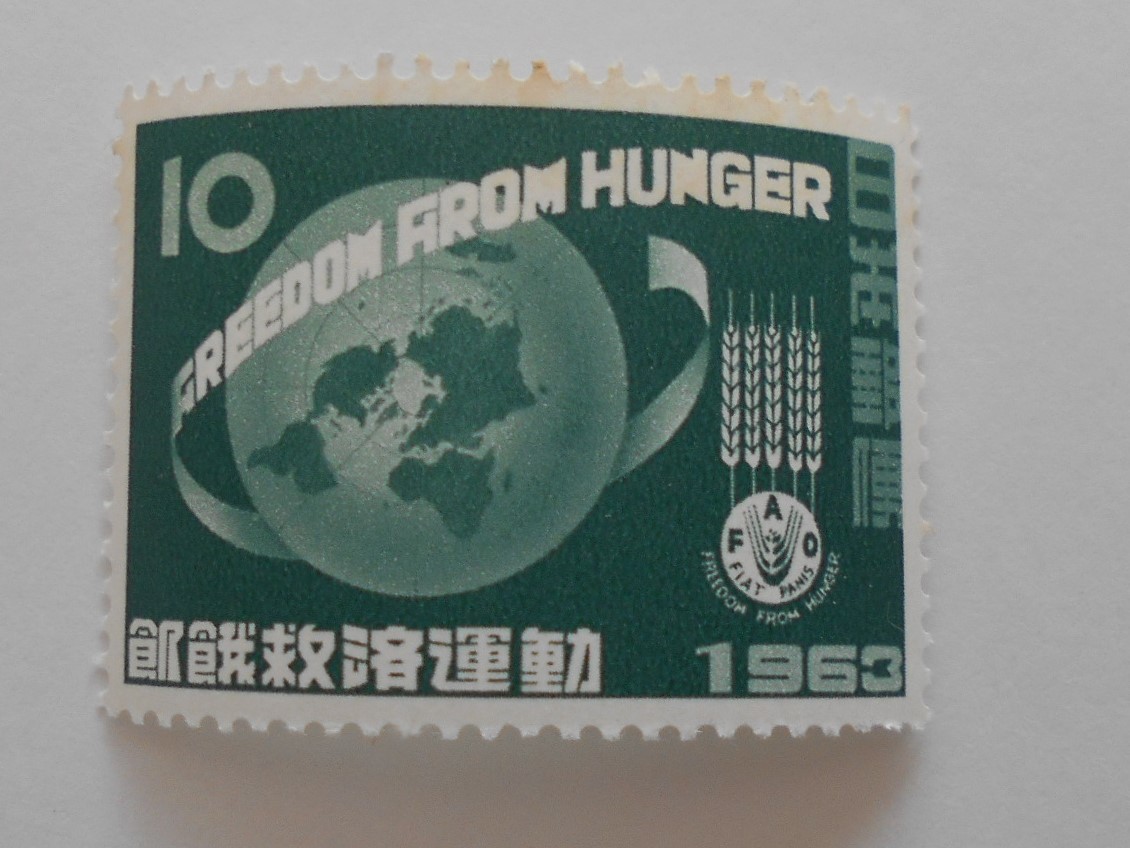 10
FREEDOM FROM HUNGER
日本郵便
F A O
FIAT PANIS
FREEDOM FROM HUNGER
飢餓救済運動
1963